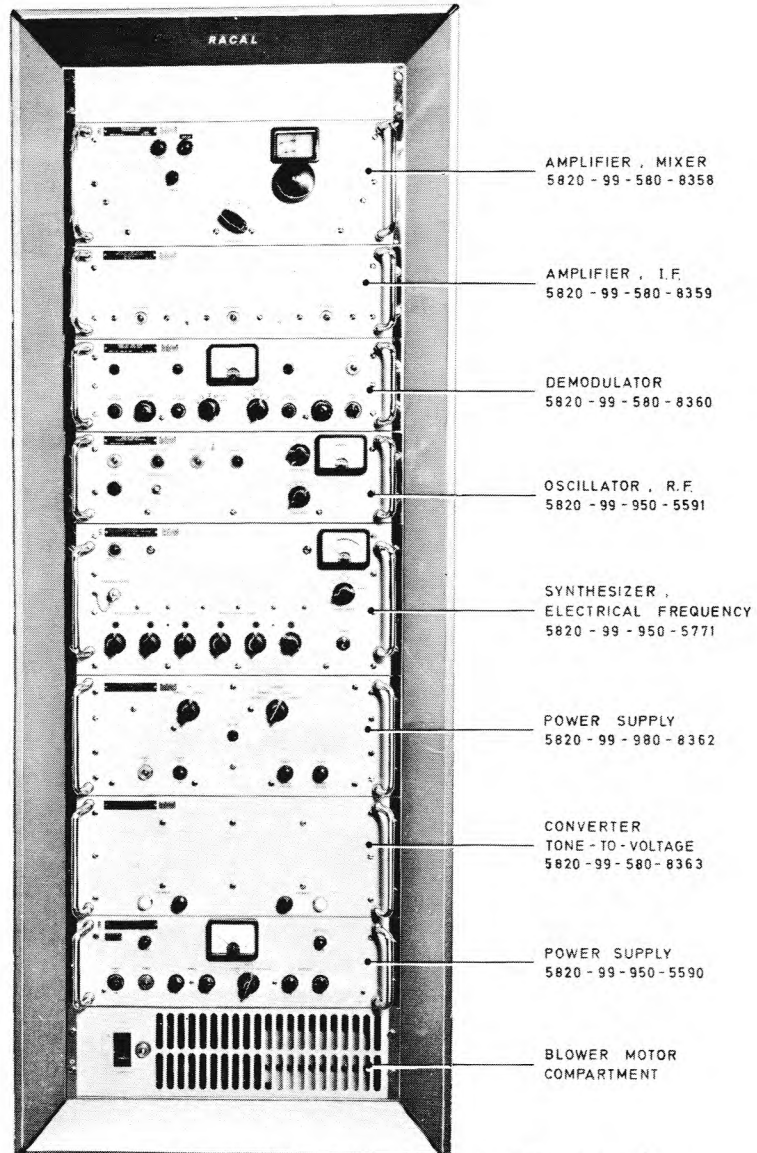 RACAL
AMPLIFIER, MIXER
5820-99-580-8358
AMPLIFIER, I.F.
5820-99-580-8359
DEMODULATOR
5820-99-580-8360
OSCILLATOR, R.F.
5820-99-950-5591
SYNTHESIZER,
ELECTRICAL FREQUENCY
5820-99-950-5771
POWER SUPPLY
5820-99-980-8362
CONVERTER
TONE-TO-VOLTAGE
5820-99-580-8363
POWER SUPPLY
5820-99-950-5590
BLOWER MOTOR
COMPARTMENT